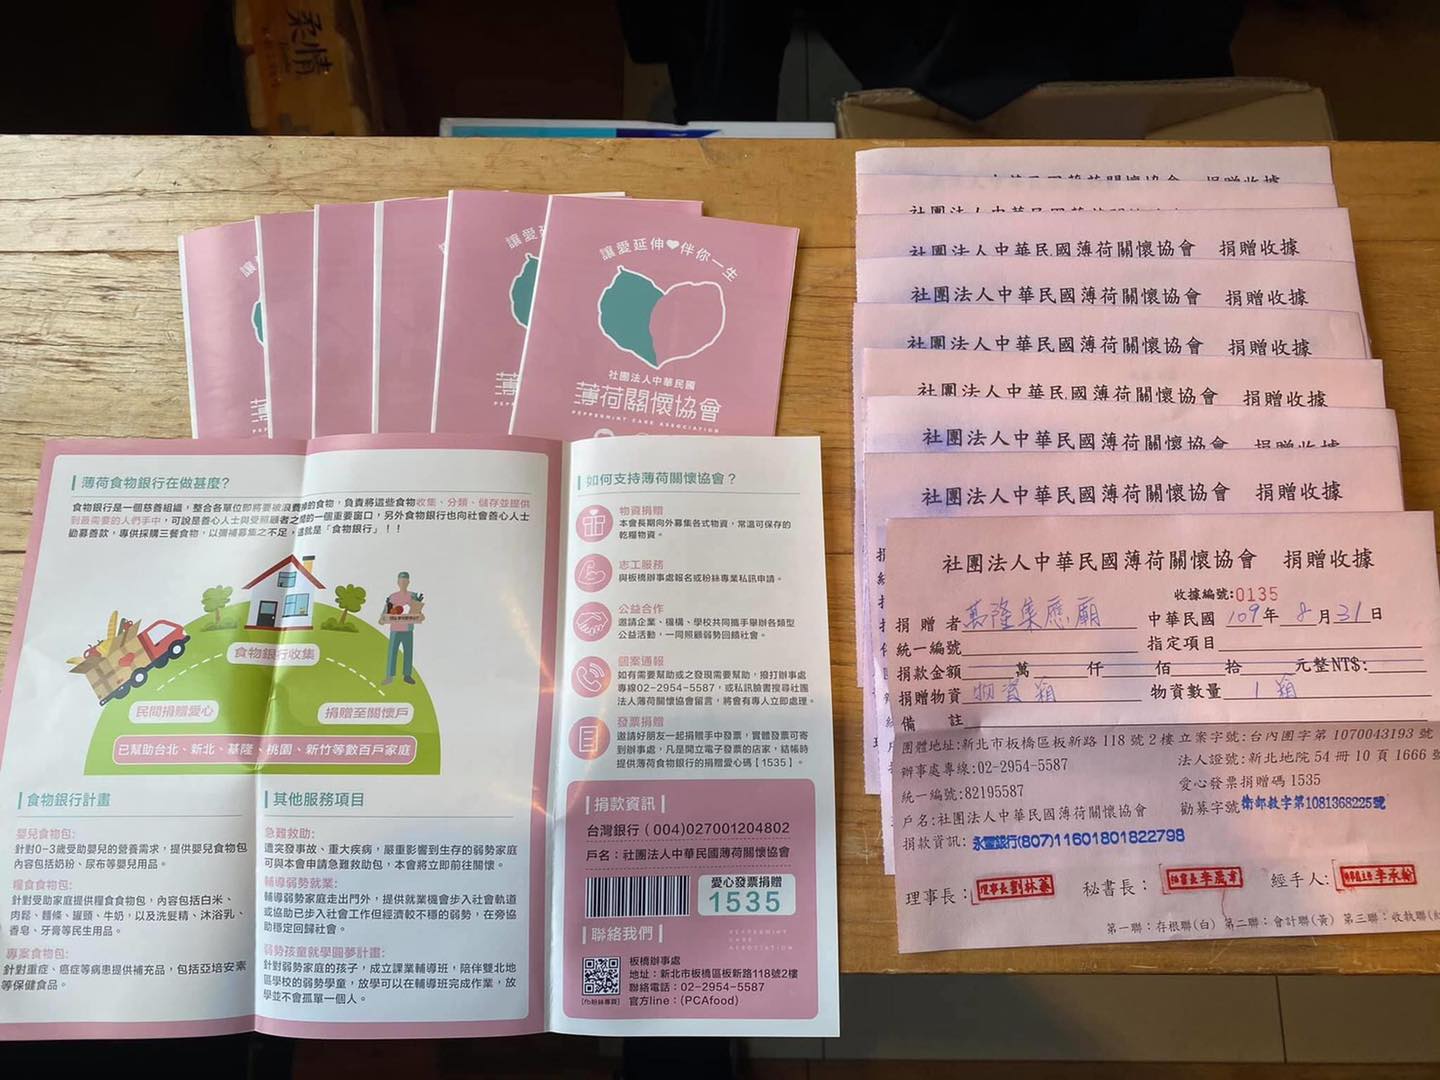 柔情
讓愛延伸❤伴你一生
社團法人中華民國
薄荷關懷協會
PEPPERMINT CARE ASSOCIATION
薄荷食物銀行在做甚麼?
食物銀行是一個慈善組織，整合各單位即將要被浪費掉的食物，負責將這些食物收集、分類、儲存並提供
到最需要的人們手中，可說是善心人士與受照顧者之間的一個重要窗口，另外食物銀行也向社會善心人士
勸募善款，專供採購三餐食物，以彌補募集之不足，這就是「食物銀行」！！
食物銀行收集
民間捐贈愛心
捐贈至關懷戶
已幫助台北、新北、基隆、桃園、新竹等數百戶家庭
食物銀行計畫
嬰兒食物包:
針對0-3歲受助嬰兒的營養需求，提供嬰兒食物包
內容包括奶粉、尿布等嬰兒用品。
糧食食物包:
針對受助家庭提供糧食食物包，內容包括白米、
肉鬆、麵條、罐頭、牛奶，以及洗髮精、沐浴乳、
香皂、牙膏等民生用品。
專案食物包:
針對重症、癌症等病患提供補充品，包括亞培安素
等保健食品。
其他服務項目
急難救助:
遭突發事故、重大疾病，嚴重影響到生存的弱勢家庭
可與本會申請急難救助包，本會將立即前往關懷。
輔導弱勢就業:
輔導弱勢家庭走出門外，提供就業機會步入社會軌道
或協助已步入社會工作但經濟較不穩的弱勢，在旁協
助穩定回歸社會。
弱勢孩童就學圓夢計畫:
針對弱勢家庭的孩子，成立課業輔導班，陪伴雙北地
區學校的弱勢學童，放學可以在輔導班完成作業，放
學並不會孤單一個人。
如何支持薄荷關懷協會？
物資捐贈
本會長期向外募集各式物資，常溫可保存的
乾糧物資。
志工服務
與板橋辦事處報名或粉絲專業私訊申請。
公益合作
邀請企業、機構、學校共同攜手舉辦各類型
公益活動，一同照顧弱勢回饋社會。
個案通報
如有需要幫助或之發現需要幫助，撥打辦事處
專線02-2954-5587，或私訊臉書搜尋社團
法人薄荷關懷協會留言，將會有專人立即處理。
發票捐贈
邀請好朋友一起捐贈手中發票，實體發票可寄
到辦事處，凡是開立電子發票的店家，結帳時
提供薄荷食物銀行的捐贈愛心碼【1535】。
捐款資訊
台灣銀行（004)027001204802
戶名：社團法人中華民國薄荷關懷協會
愛心發票捐贈
1535
聯絡我們
PEPPERMINT
CARE
ASSOCIATION
板橋辦事處
地址：新北市板橋區板新路118號2樓
聯絡電話：02-2954-5587
官方line：(PCAfood)
[fb粉絲專頁]
社團法人中華民國薄荷關懷協會 捐贈收據
社團法人中華民國薄荷關懷協會 捐贈收據
社團法人中華民國薄荷關懷協會 捐贈收據
社團法人中華民國薄荷關懷協會 捐贈收據
社團法人中華民國薄荷關懷協會 捐贈收據
社團法人中華民國薄荷關懷協會 捐贈收據
社團法人中華民國薄荷關懷協會 捐贈收據
收據編號:0135
捐贈者 萬隆集應廟 中華民國 109年 8月31日
統一編號 指定項目
捐款金額 萬 仟 佰 拾 元整NT$:
捐贈物資 物資箱 物資數量 1箱
備註
團體地址:新北市板橋區板新路 118 號 2 樓 立案字號:台內團字第 1070043193 號
辦事處專線:02-2954-5587 法人證號:新北地院 54 冊 10 頁 1666 號
統一編號:82195587 愛心發票捐贈碼 1535
戶名:社團法人中華民國薄荷關懷協會 勸募字號 衛部救字第1081368225號
捐款資訊: 永豐銀行(807)11601801822798
理事長: 秘書長： 經手人:
第一聯：存根聯(白) 第二聯：會計聯(黃) 第三聯：收執聯